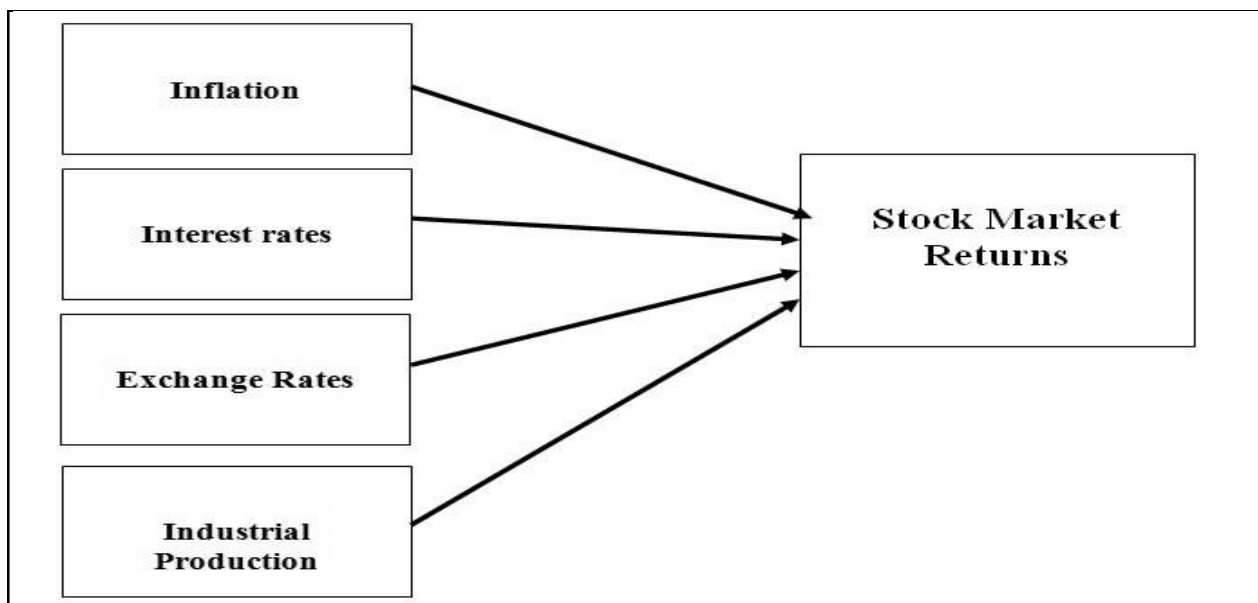 Inflation
Interest rates
Exchange Rates
Industrial
Production
Stock Market
Returns